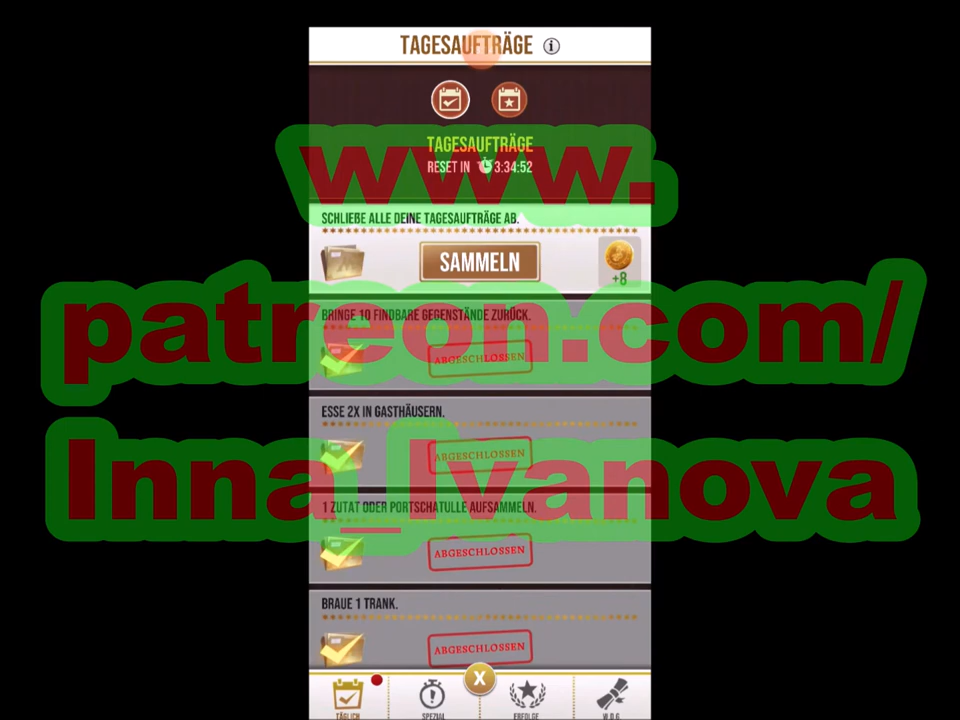 TAGESAUFTRÄGE
TAGESAUFTRÄGE
RESET IN 3:34:52
www.
SCHLIEẞE ALLE DEINE TAGESAUFTRÄGE AB.
SAMMELN
+8
patreon.com/
BRINGE 10 FINDBARE GEGENSTÄNDE ZURÜCK.
ABGESCHLOSSEN
ESSE 2X IN GASTHÄUSERN.
ABGESCHLOSSEN
Inna_Ivanova
1 ZUTAT ODER PORTSCHATULLE AUFSAMMELN.
ABGESCHLOSSEN
BRAUE 1 TRANK.
ABGESCHLOSSEN
X
TÄGLICH
SPEZIAL
ERFOLGE